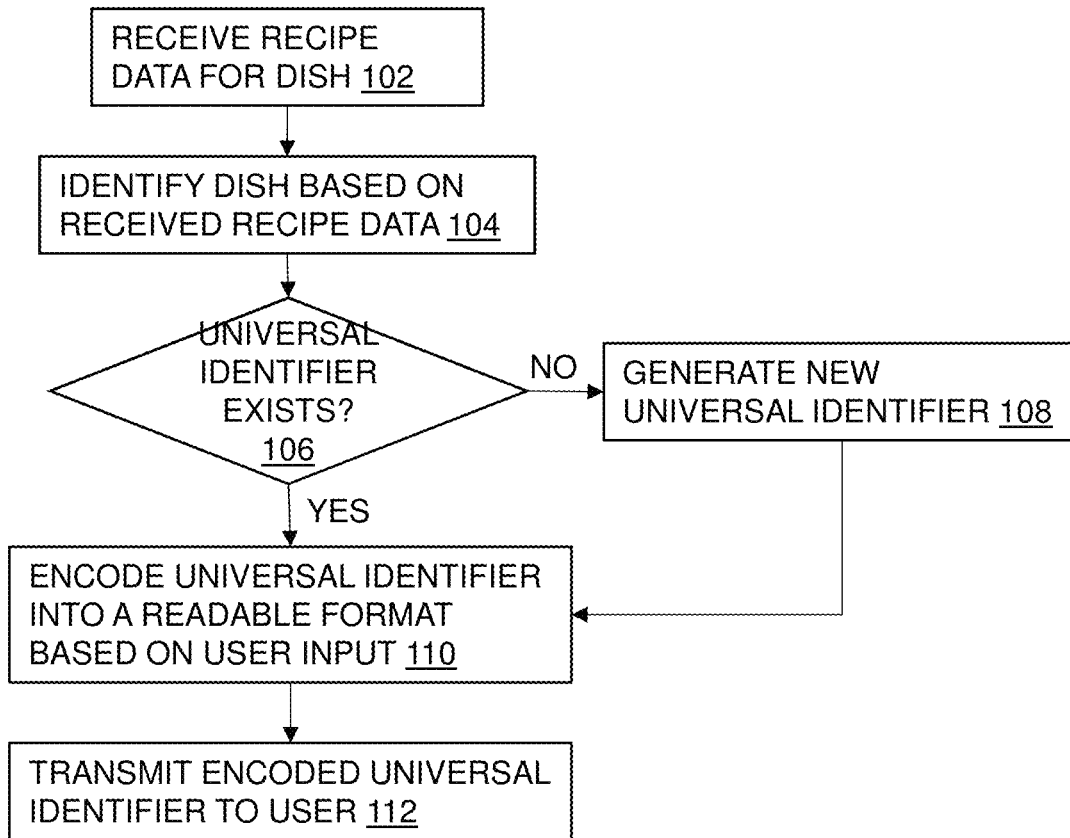 RECEIVE RECIPE
DATA FOR DISH 102
IDENTIFY DISH BASED ON
RECEIVED RECIPE DATA 104
UNIVERSAL
IDENTIFIER
EXISTS?
106
NO
GENERATE NEW
UNIVERSAL IDENTIFIER 108
YES
ENCODE UNIVERSAL IDENTIFIER
INTO A READABLE FORMAT
BASED ON USER INPUT 110
TRANSMIT ENCODED UNIVERSAL
IDENTIFIER TO USER 112